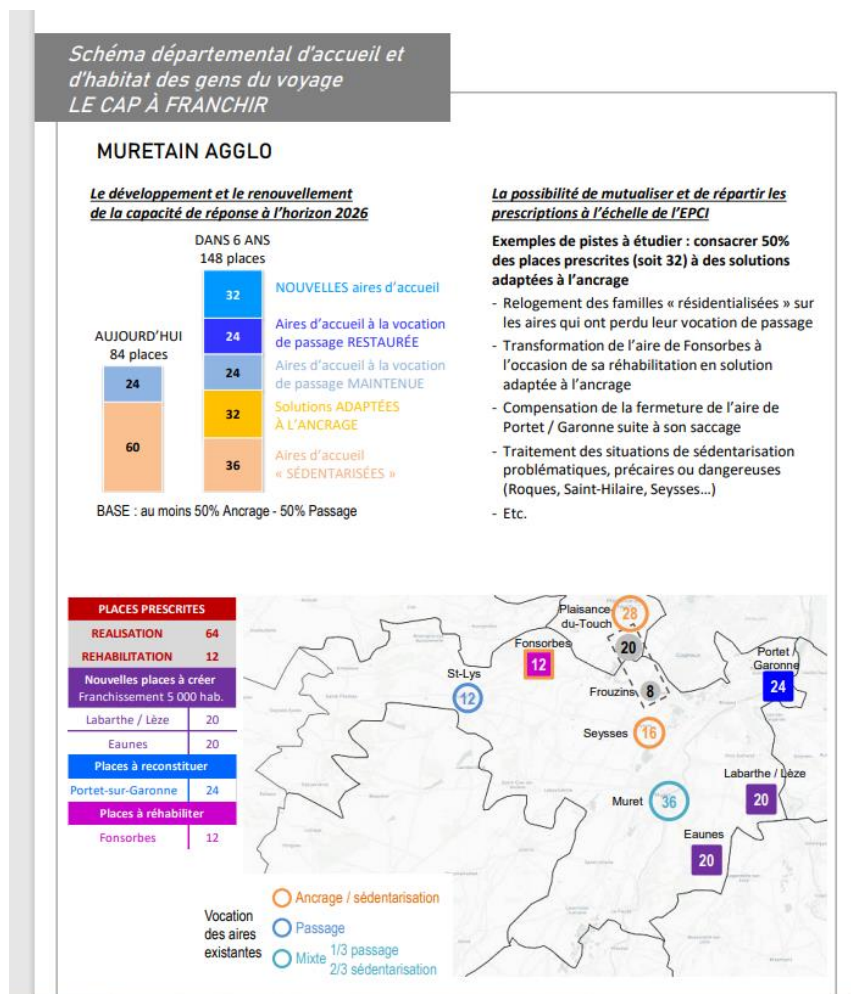 Schéma départemental d'accueil et
d'habitat des gens du voyage
LE CAP À FRANCHIR
MURETAIN AGGLO
Le développement et le renouvellement
de la capacité de réponse à l'horizon 2026
DANS 6 ANS
148 places
32
NOUVELLES aires d'accueil
24
Aires d'accueil à la vocation
de passage RESTAURÉE
AUJOURD'HUI
84 places
24
24
Aires d'accueil à la vocation
de passage MAINTENUE
60
32
Solutions ADAPTÉES
À L'ANCRAGE
36
Aires d'accueil
« SÉDENTARISÉES »
BASE : au moins 50% Ancrage - 50% Passage
La possibilité de mutualiser et de répartir les
prescriptions à l'échelle de l'EPCI
Exemples de pistes à étudier : consacrer 50%
des places prescrites (soit 32) à des solutions
adaptées à l'ancrage
- Relogement des familles « résidentialisées » sur
les aires qui ont perdu leur vocation de passage
- Transformation de l'aire de Fonsorbes à
l'occasion de sa réhabilitation en solution
adaptée à l'ancrage
- Compensation de la fermeture de l'aire de
Portet / Garonne suite à son saccage
- Traitement des situations de sédentarisation
problématiques, précaires ou dangereuses
(Roques, Saint-Hilaire, Seysses...)
- Etc.
PLACES PRESCRITES
REALISATION 64
REHABILITATION 12
Nouvelles places à créer
Franchissement 5 000 hab.
Labarthe / Lèze 20
Eaunes 20
Places à reconstituer
Portet-sur-Garonne 24
Places à réhabiliter
Fonsorbes 12
Plaisance-
du-Touch
28
20
Fonsorbes
12
Portet /
Garonne
24
St-Lys
12
Frouzins
8
Seysses
16
Labarthe / Lèze
20
Muret
36
Eaunes
20
Vocation
des aires
existantes
Ancrage / sédentarisation
Passage
Mixte 1/3 passage
2/3 sédentarisation